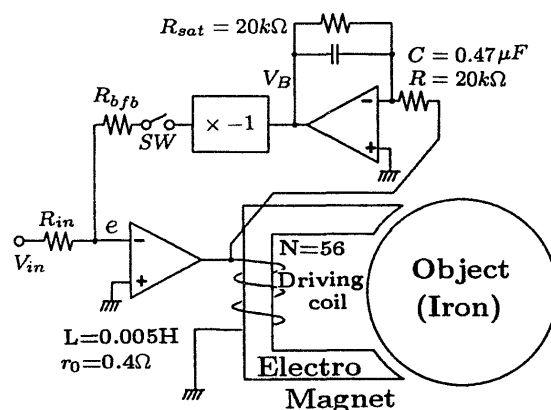 R_sat = 20kΩ
C = 0.47μF
R = 20kΩ
V_B
R_bfb
SW
× -1
-
+
R_in
e
V_in
-
+
N=56
Driving
coil
Object
(Iron)
L=0.005H
r_0=0.4Ω
Electro
Magnet